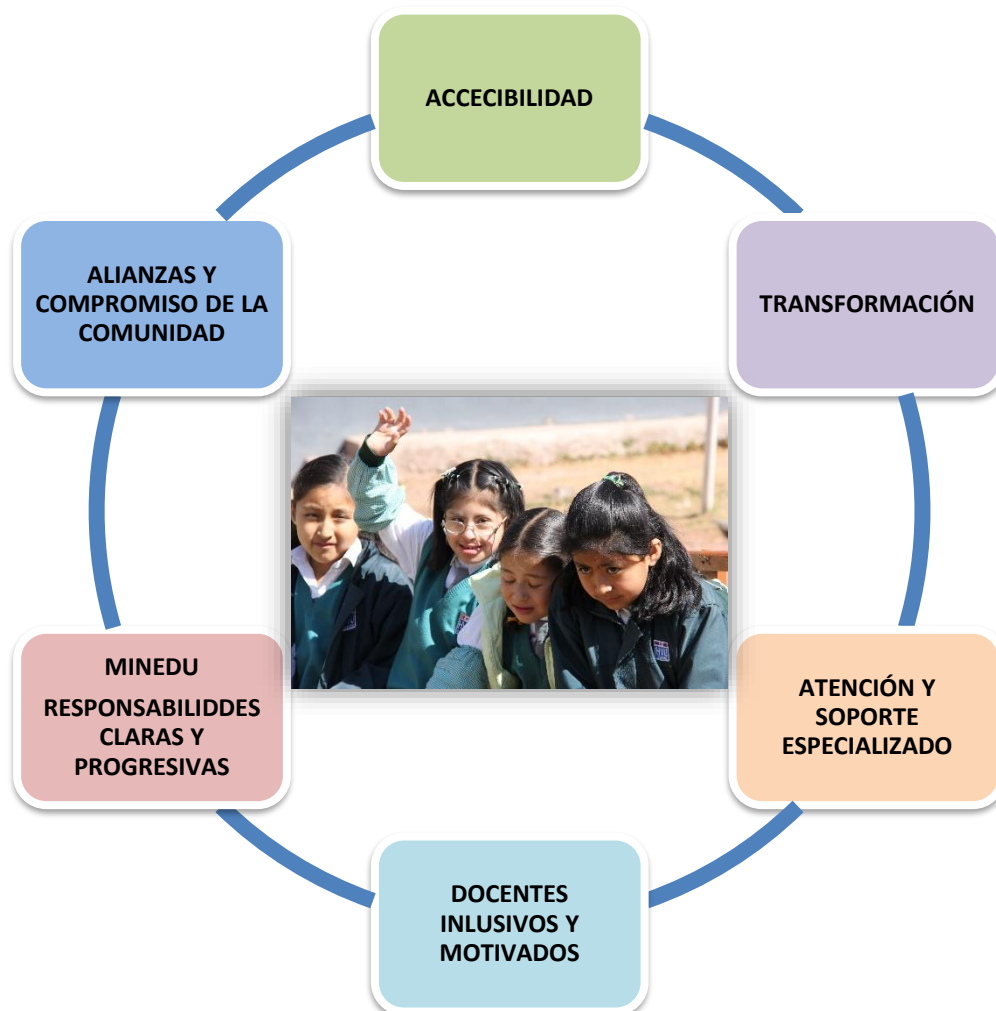 ACCECIBILIDAD
TRANSFORMACIÓN
ATENCIÓN Y
SOPORTE
ESPECIALIZADO
DOCENTES
INLUSIVOS Y
MOTIVADOS
MINEDU
RESPONSABILIDDES
CLARAS Y
PROGRESIVAS
ALIANZAS Y
COMPROMISO DE LA
COMUNIDAD